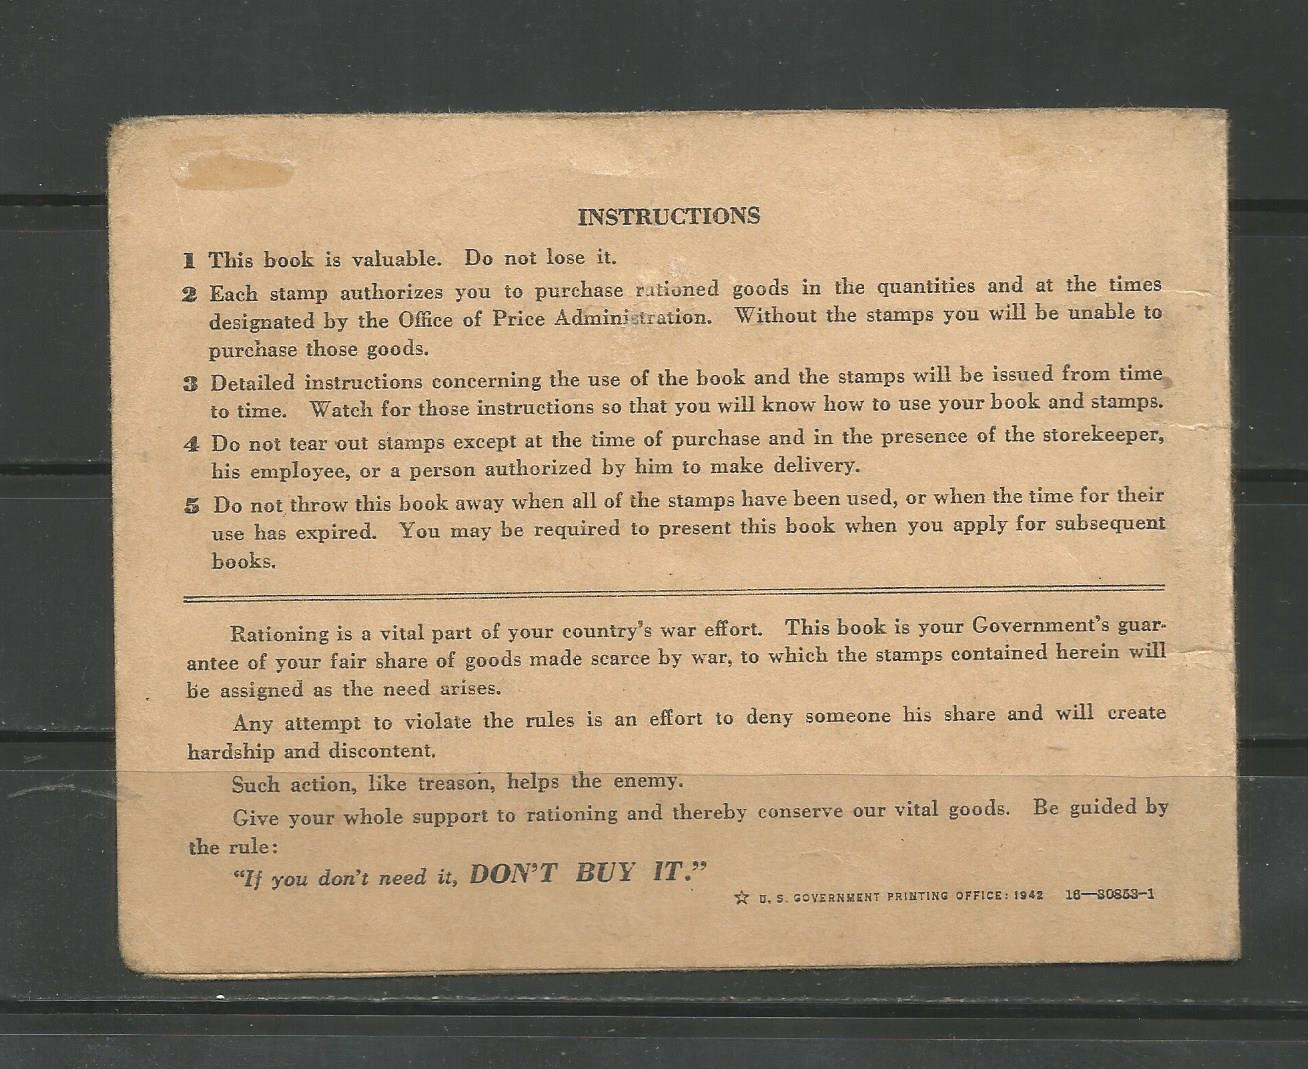 INSTRUCTIONS
1 This book is valuable. Do not lose it.
2 Each stamp authorizes you to purchase rationed goods in the quantities and at the times
designated by the Office of Price Administration. Without the stamps you will be unable to
purchase those goods.
3 Detailed instructions concerning the use of the book and the stamps will be issued from time
to time. Watch for those instructions so that you will know how to use your book and stamps.
4 Do not tear out stamps except at the time of purchase and in the presence of the storekeeper,
his employee, or a person authorized by him to make delivery.
5 Do not throw this book away when all of the stamps have been used, or when the time for their
use has expired. You may be required to present this book when you apply for subsequent
books.
Rationing is a vital part of your country's war effort. This book is your Government's guar-
antee of your fair share of goods made scarce by war, to which the stamps contained herein will
be assigned as the need arises.
Any attempt to violate the rules is an effort to deny someone his share and will create
hardship and discontent.
Such action, like treason, helps the enemy.
Give your whole support to rationing and thereby conserve our vital goods. Be guided by
the rule:
“If you don't need it, DON'T BUY IT.”
☆ U. S. GOVERNMENT PRINTING OFFICE: 1942 16—30853-1